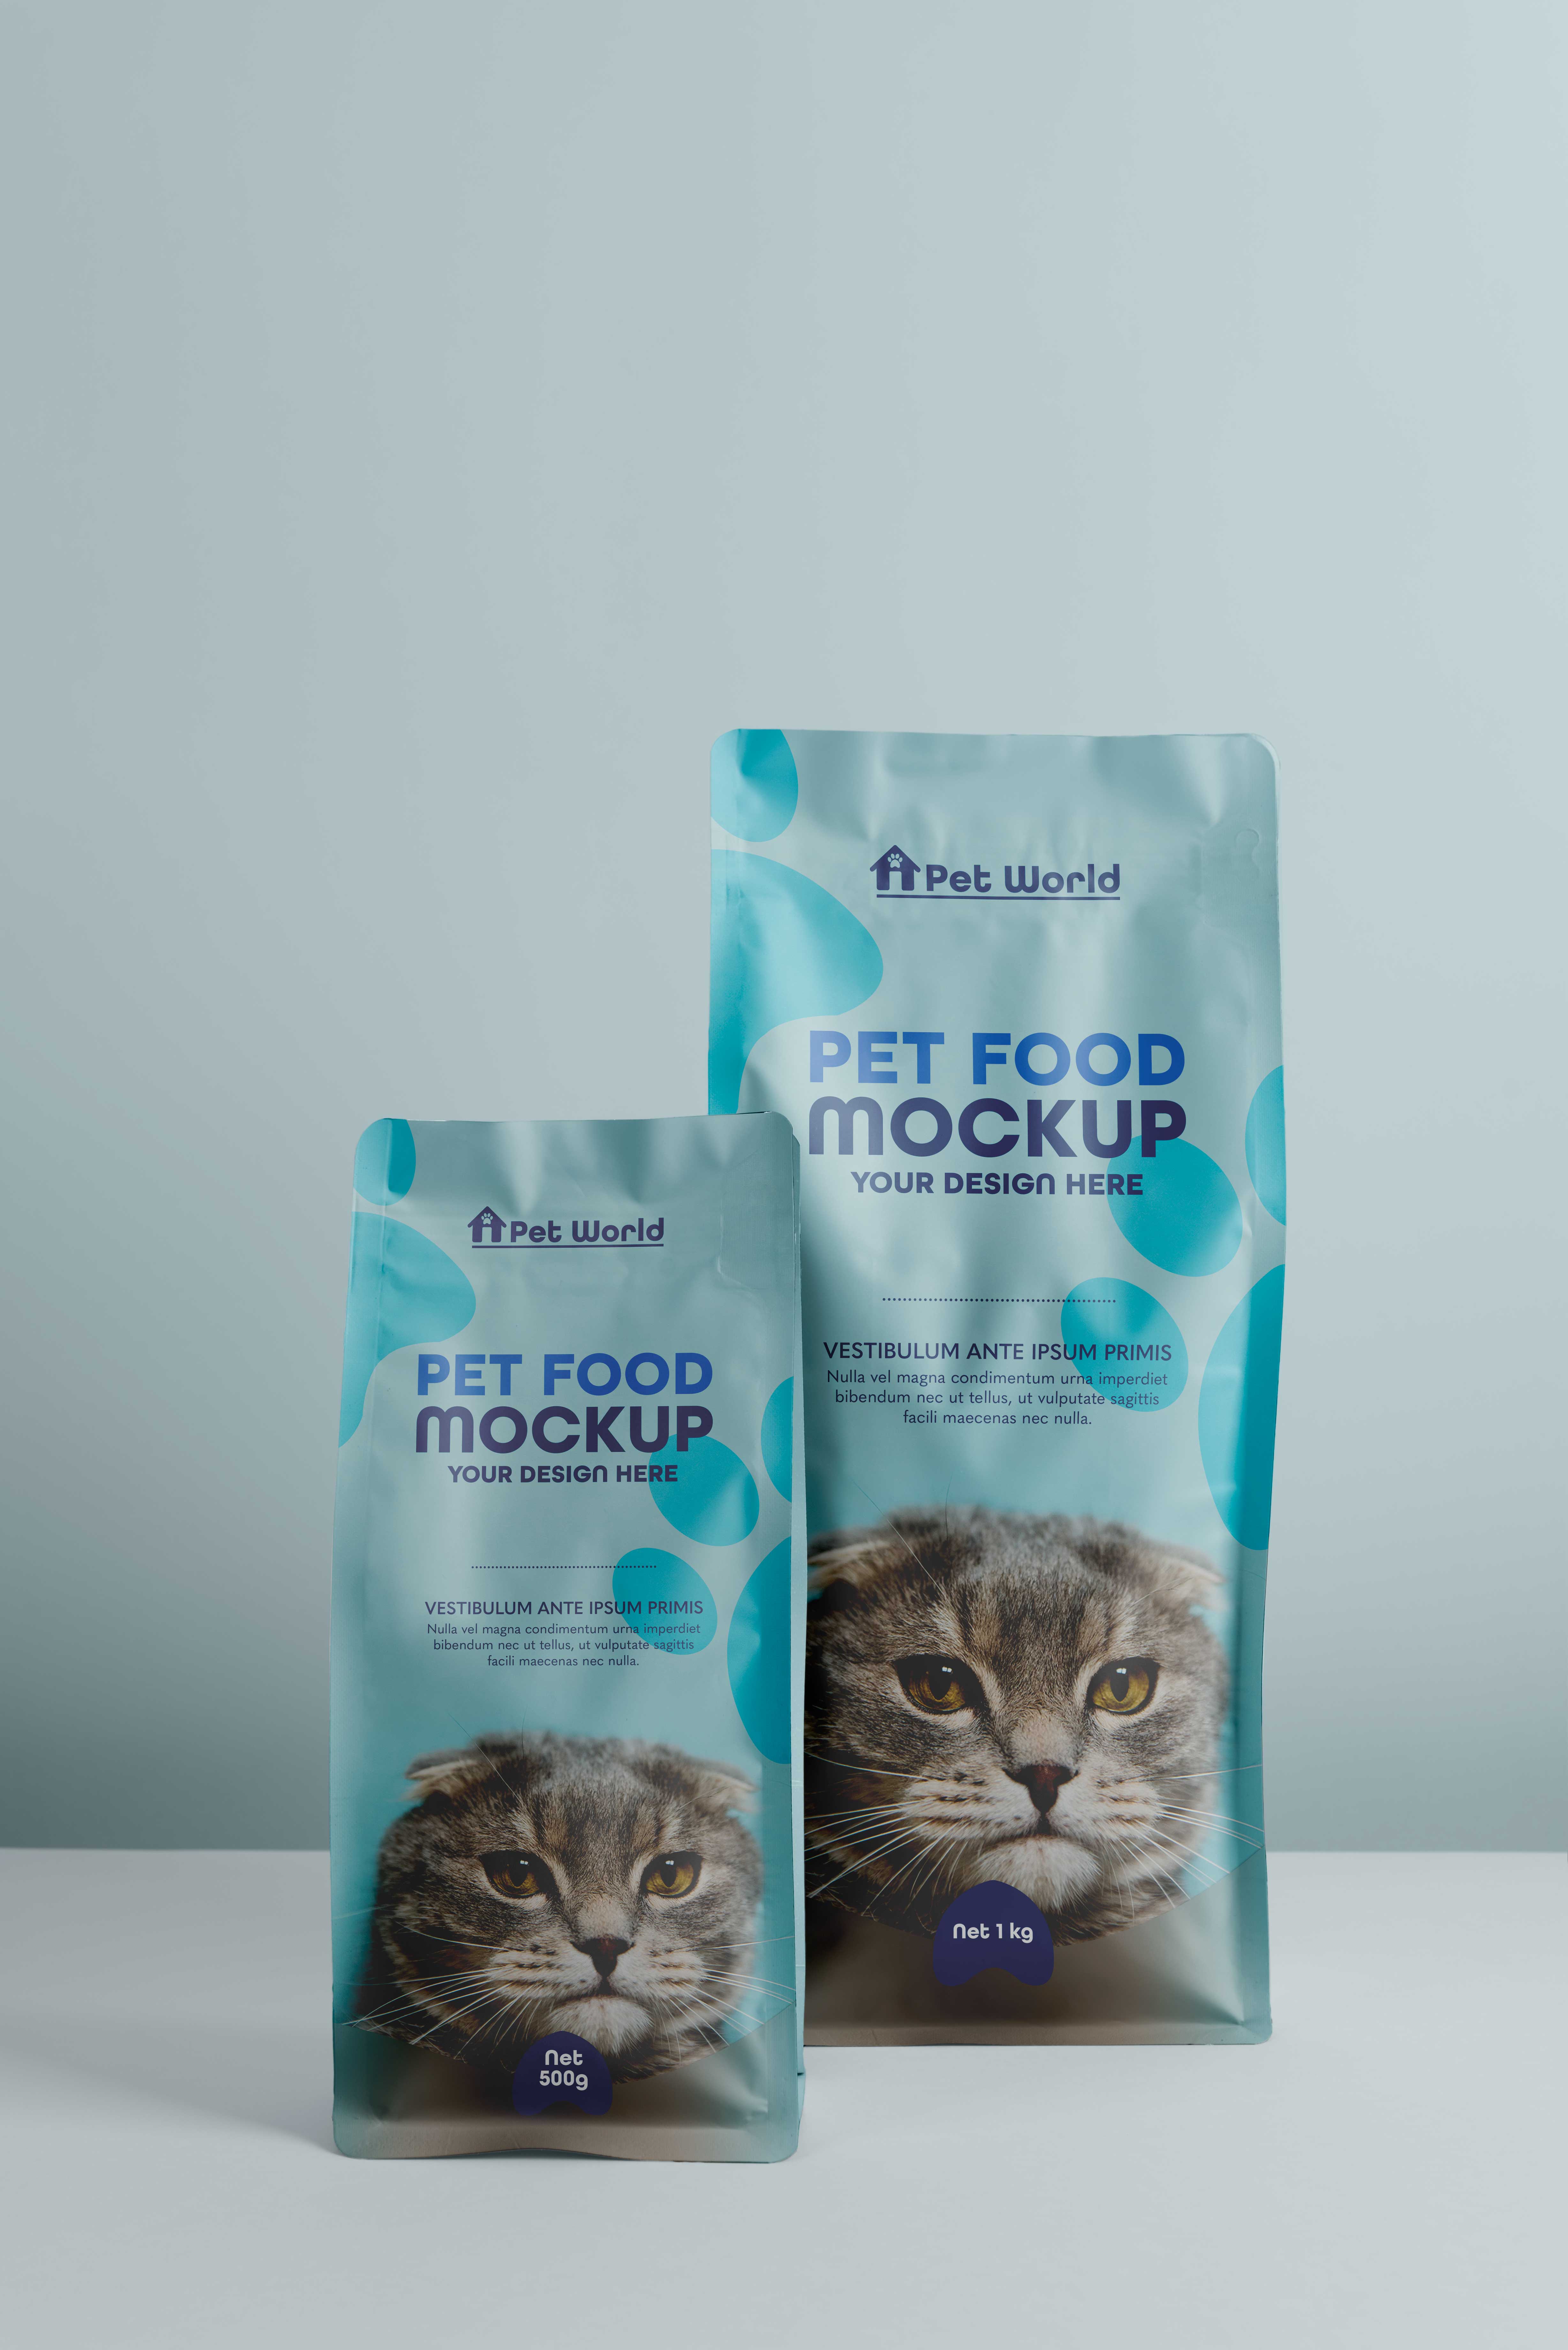 Pet World
PET FOOD
MOCKUP
YOUR DESIGN HERE
VESTIBULUM ANTE IPSUM PRIMIS
Nulla vel magna condimentum urna imperdiet
bibendum nec ut tellus, ut vulputate sagittis
facili maecenas nec nulla.
Net
500g
Pet World
PET FOOD
MOCKUP
YOUR DESIGN HERE
VESTIBULUM ANTE IPSUM PRIMIS
Nulla vel magna condimentum urna imperdiet
bibendum nec ut tellus, ut vulputate sagittis
facili maecenas nec nulla.
Net 1 kg